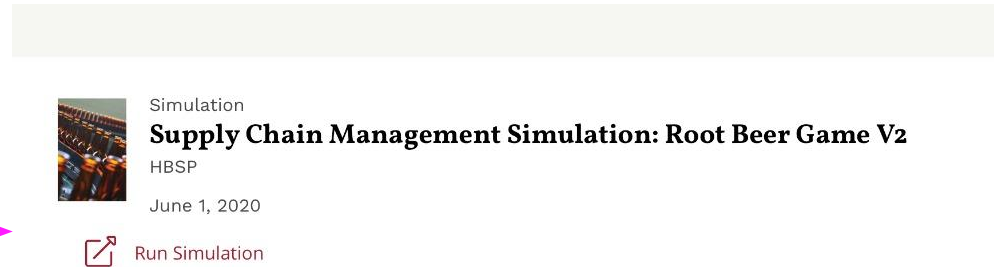 Simulation
Supply Chain Management Simulation: Root Beer Game V2
HBSP
June 1, 2020
Run Simulation